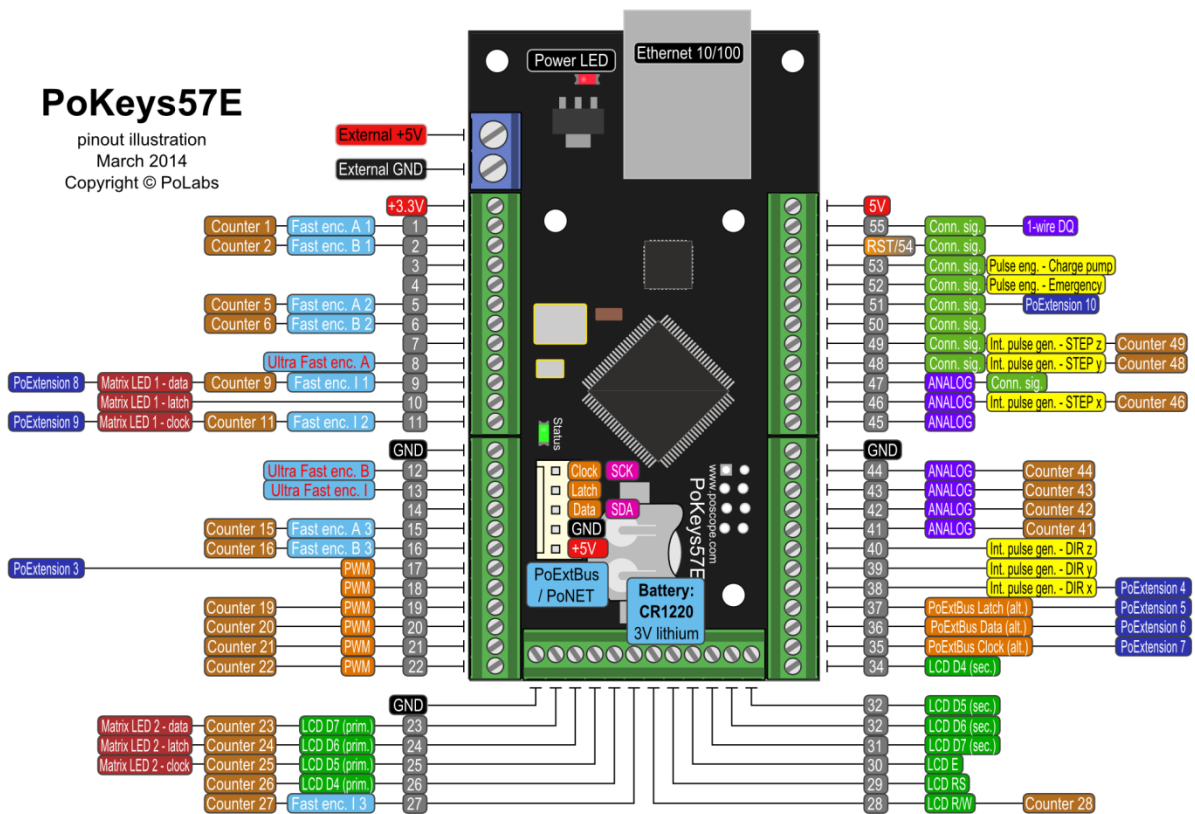 PoKeys57E
pinout illustration
March 2014
Copyright © PoLabs
Power LED
Ethernet 10/100
External +5V
External GND
+3.3V
Counter 1 Fast enc. A 1 1
Counter 2 Fast enc. B 1 2
3
4
Counter 5 Fast enc. A 2 5
Counter 6 Fast enc. B 2 6
7
Ultra Fast enc. A 8
PoExtension 8 Matrix LED 1 - data Counter 9 Fast enc. I 1 9
Matrix LED 1 - latch 10
PoExtension 9 Matrix LED 1 - clock Counter 11 Fast enc. I 2 11
GND
Ultra Fast enc. B 12
Ultra Fast enc. I 13
14
Counter 15 Fast enc. A 3 15
Counter 16 Fast enc. B 3 16
PoExtension 3 PWM 17
PWM 18
Counter 19 PWM 19
Counter 20 PWM 20
Counter 21 PWM 21
Counter 22 PWM 22
GND
Matrix LED 2 - data Counter 23 LCD D7 (prim.) 23
Matrix LED 2 - latch Counter 24 LCD D6 (prim.) 24
Matrix LED 2 - clock Counter 25 LCD D5 (prim.) 25
Counter 26 LCD D4 (prim.) 26
Counter 27 Fast enc. I 3 27
Status
Clock SCK
Latch
Data SDA
GND
+5V
PoExtBus
/ PoNET
Battery:
CR1220
3V lithium
www.poscope.com
PoKeys57E
5V
55 Conn. sig. 1-wire DQ
RST/54 Conn. sig.
53 Conn. sig. Pulse eng. - Charge pump
52 Conn. sig. Pulse eng. - Emergency
51 Conn. sig. PoExtension 10
50 Conn. sig.
49 Conn. sig. Int. pulse gen. - STEP z Counter 49
48 Conn. sig. Int. pulse gen. - STEP y Counter 48
47 ANALOG Conn. sig.
46 ANALOG Int. pulse gen. - STEP x Counter 46
45 ANALOG
GND
44 ANALOG Counter 44
43 ANALOG Counter 43
42 ANALOG Counter 42
41 ANALOG Counter 41
40 Int. pulse gen. - DIR z
39 Int. pulse gen. - DIR y
38 Int. pulse gen. - DIR x PoExtension 4
37 PoExtBus Latch (alt.) PoExtension 5
36 PoExtBus Data (alt.) PoExtension 6
35 PoExtBus Clock (alt.) PoExtension 7
34 LCD D4 (sec.)
32 LCD D5 (sec.)
32 LCD D6 (sec.)
31 LCD D7 (sec.)
30 LCD E
29 LCD RS
28 LCD R/W Counter 28